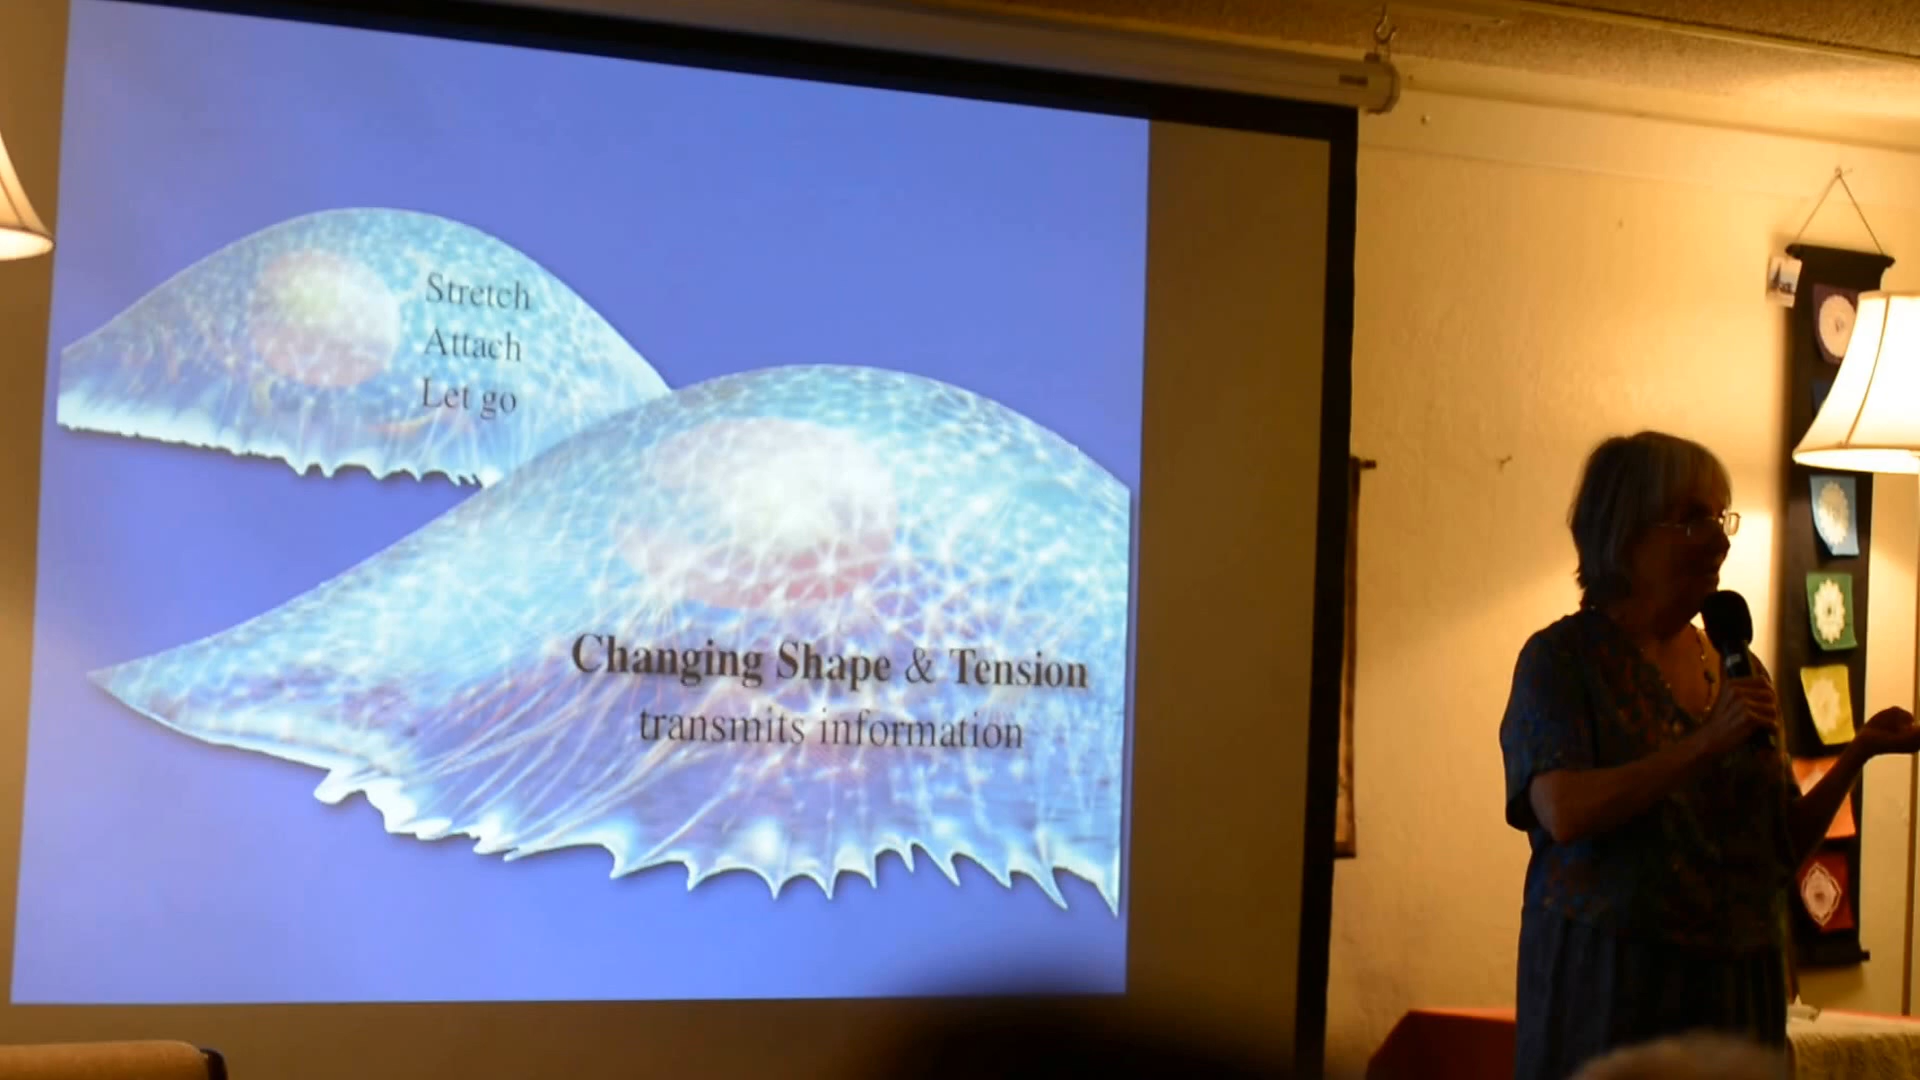 Stretch
Attach
Let go
Changing Shape & Tension
transmits information